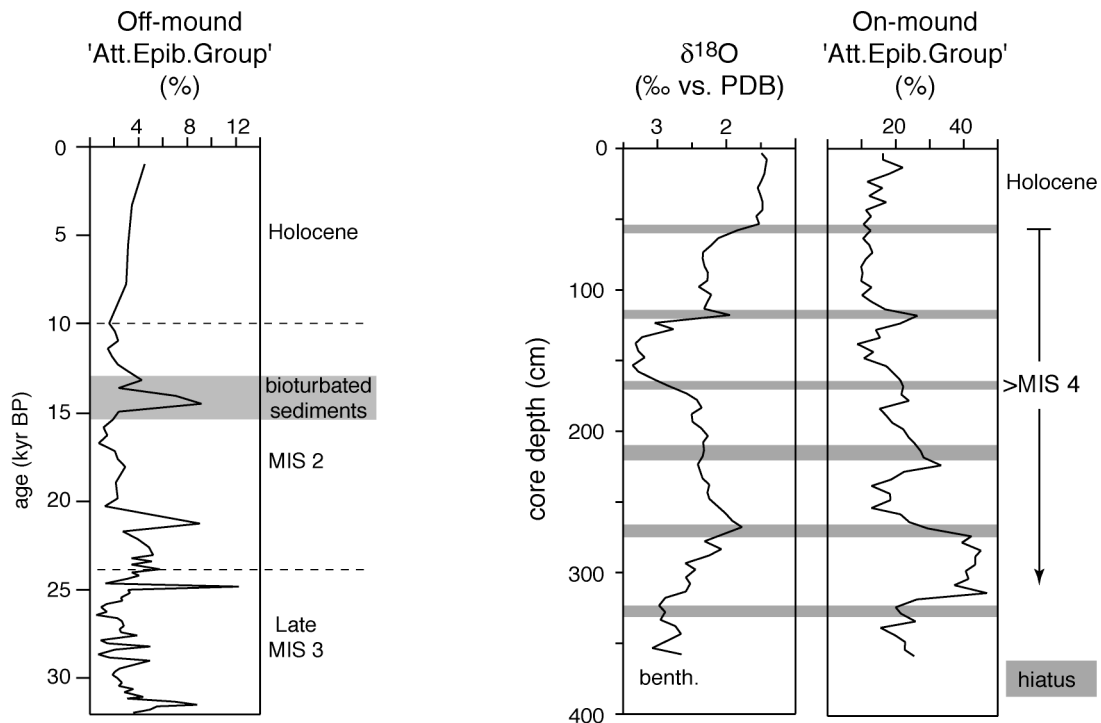 Off-mound
'Att.Epib.Group'
(%)
4 8 12
0
5
10
15
20
25
30
age (kyr BP)
Holocene
bioturbated
sediments
MIS 2
Late
MIS 3
δ18O
(‰ vs. PDB)
3 2
On-mound
'Att.Epib.Group'
(%)
20 40
0
100
200
300
400
core depth (cm)
benth.
Holocene
>MIS 4
hiatus